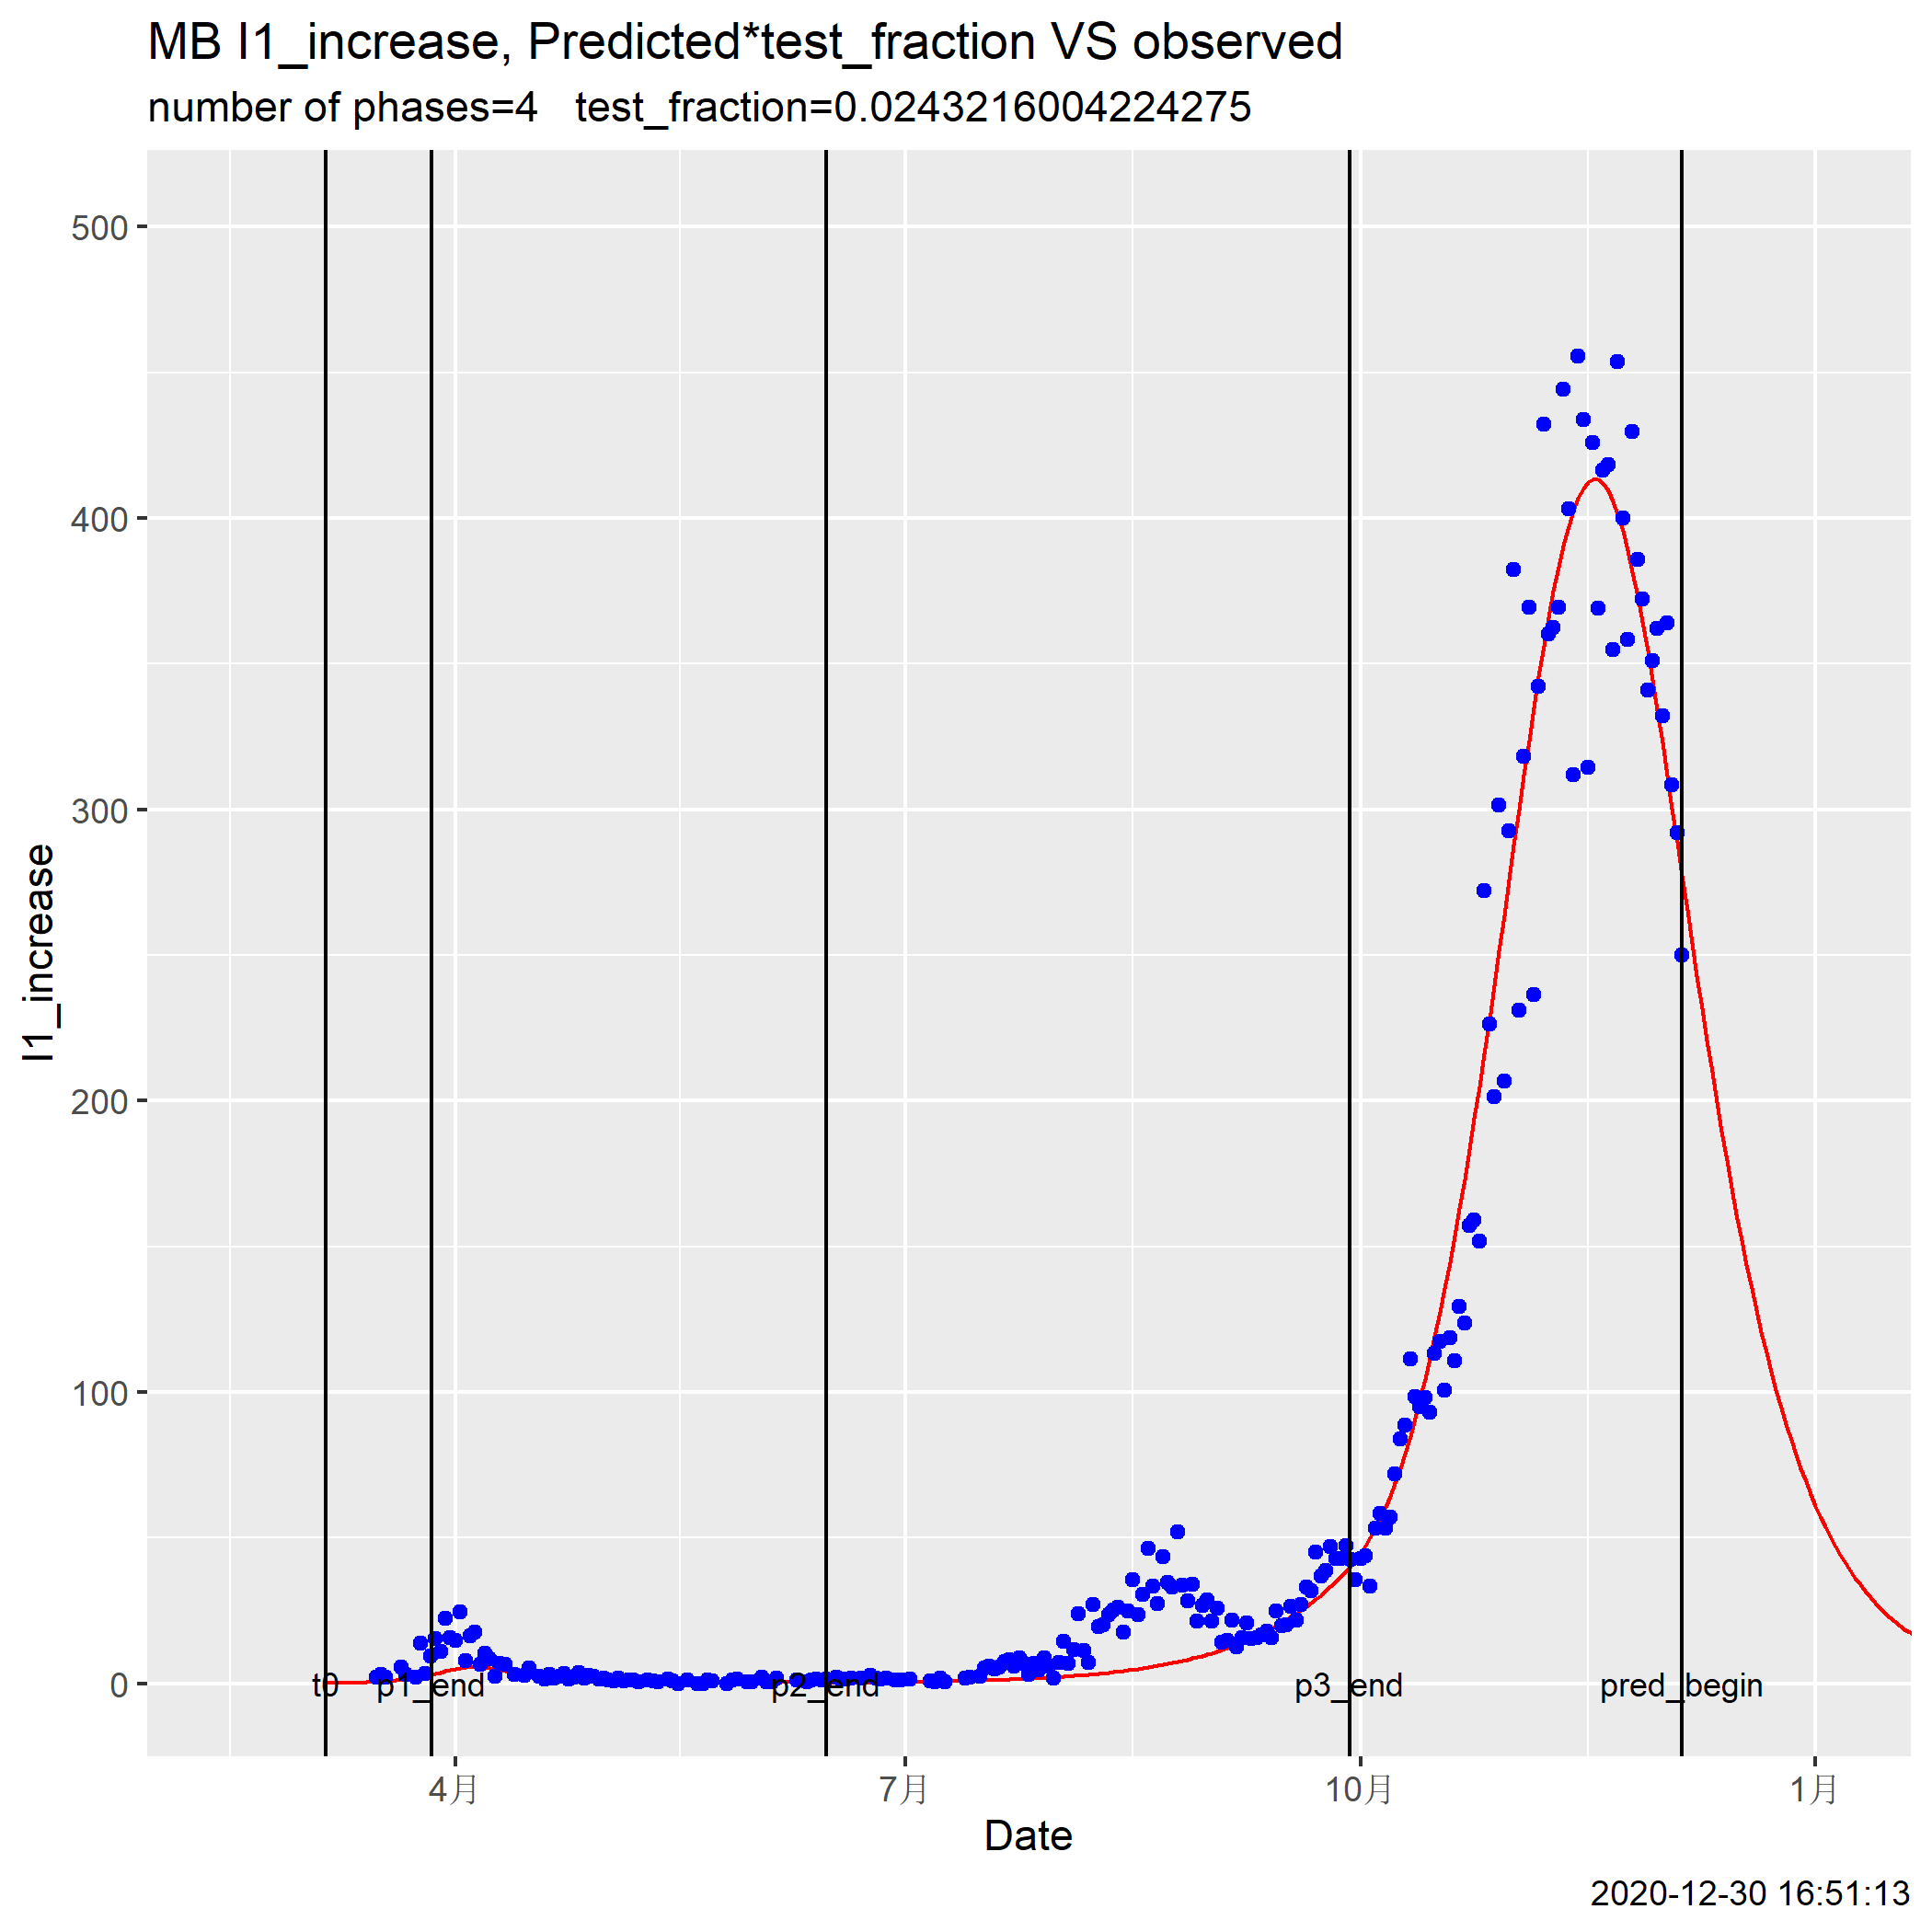 MB I1_increase, Predicted*test_fraction VS observed
number of phases=4   test_fraction=0.0243216004224275
500
400
300
200
100
0
I1_increase
t0
p1_end
p2_end
p3_end
pred_begin
4月
7月
10月
1月
Date
2020-12-30 16:51:13